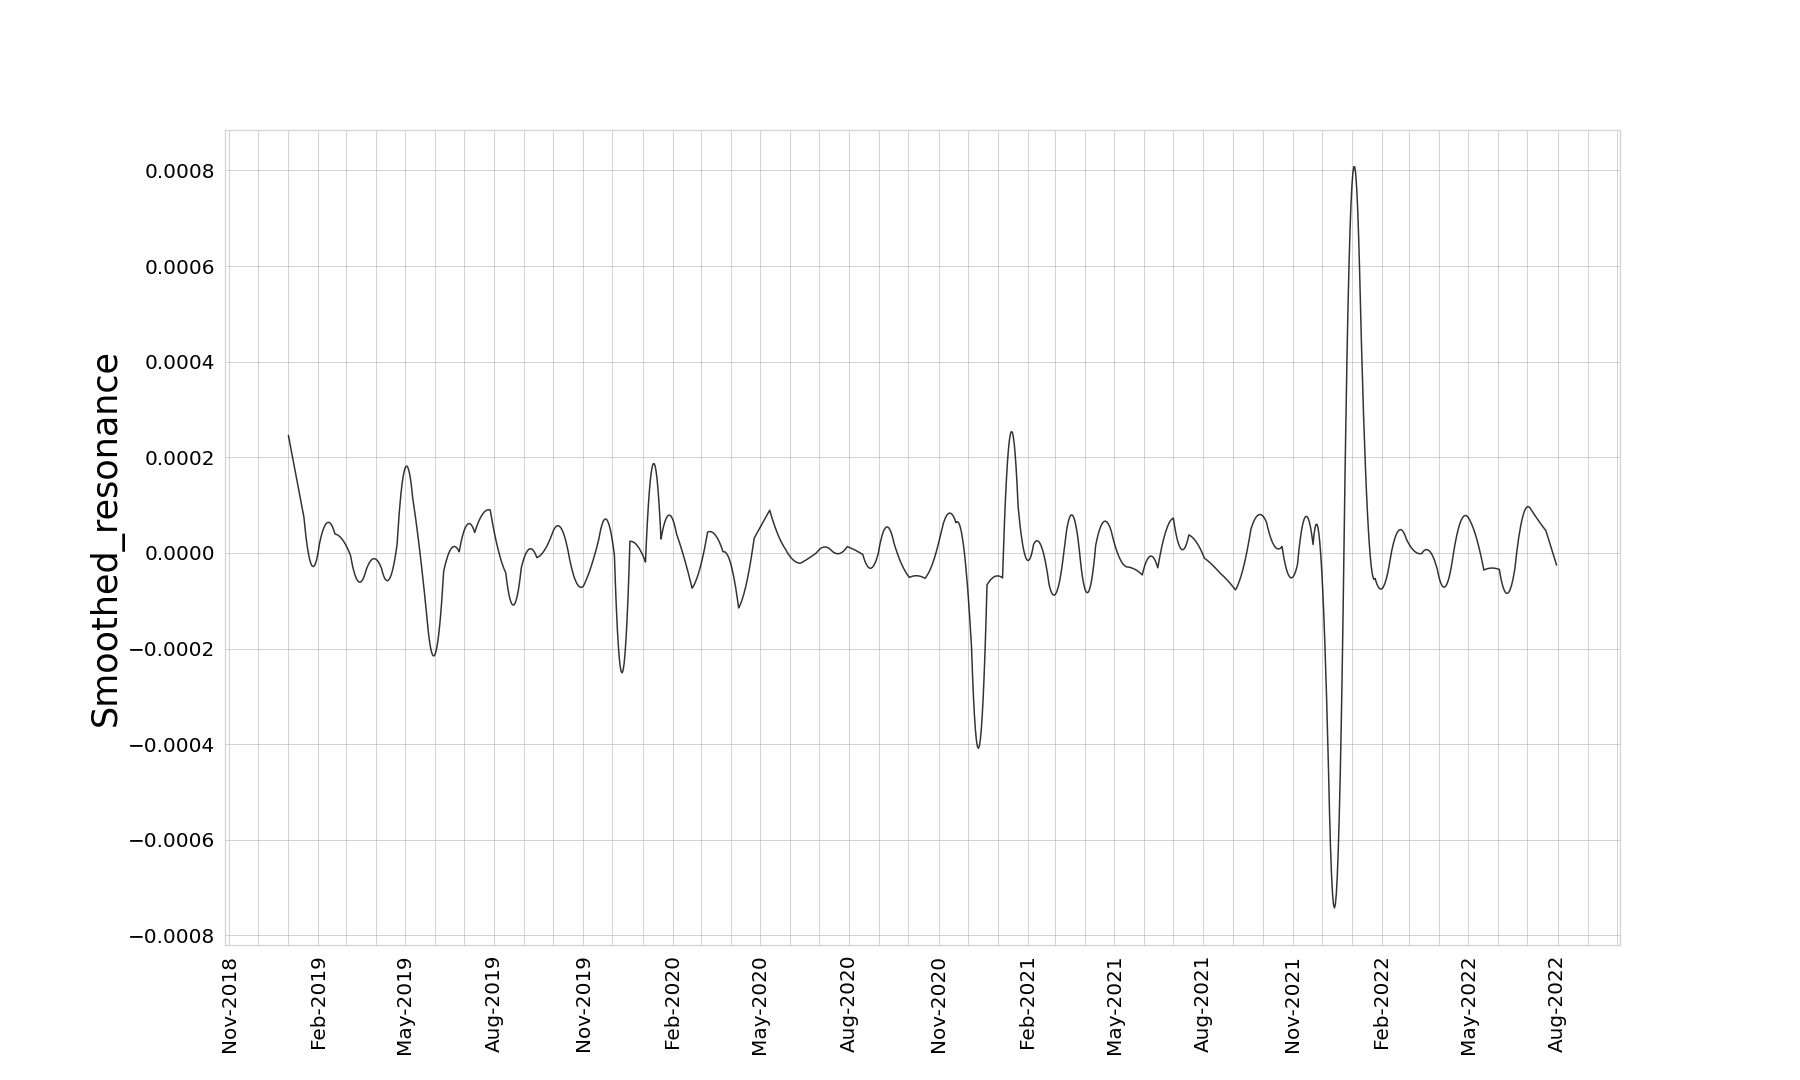 Smoothed_resonance
0.0008
0.0006
0.0004
0.0002
0.0000
−0.0002
−0.0004
−0.0006
−0.0008
Nov-2018
Feb-2019
May-2019
Aug-2019
Nov-2019
Feb-2020
May-2020
Aug-2020
Nov-2020
Feb-2021
May-2021
Aug-2021
Nov-2021
Feb-2022
May-2022
Aug-2022